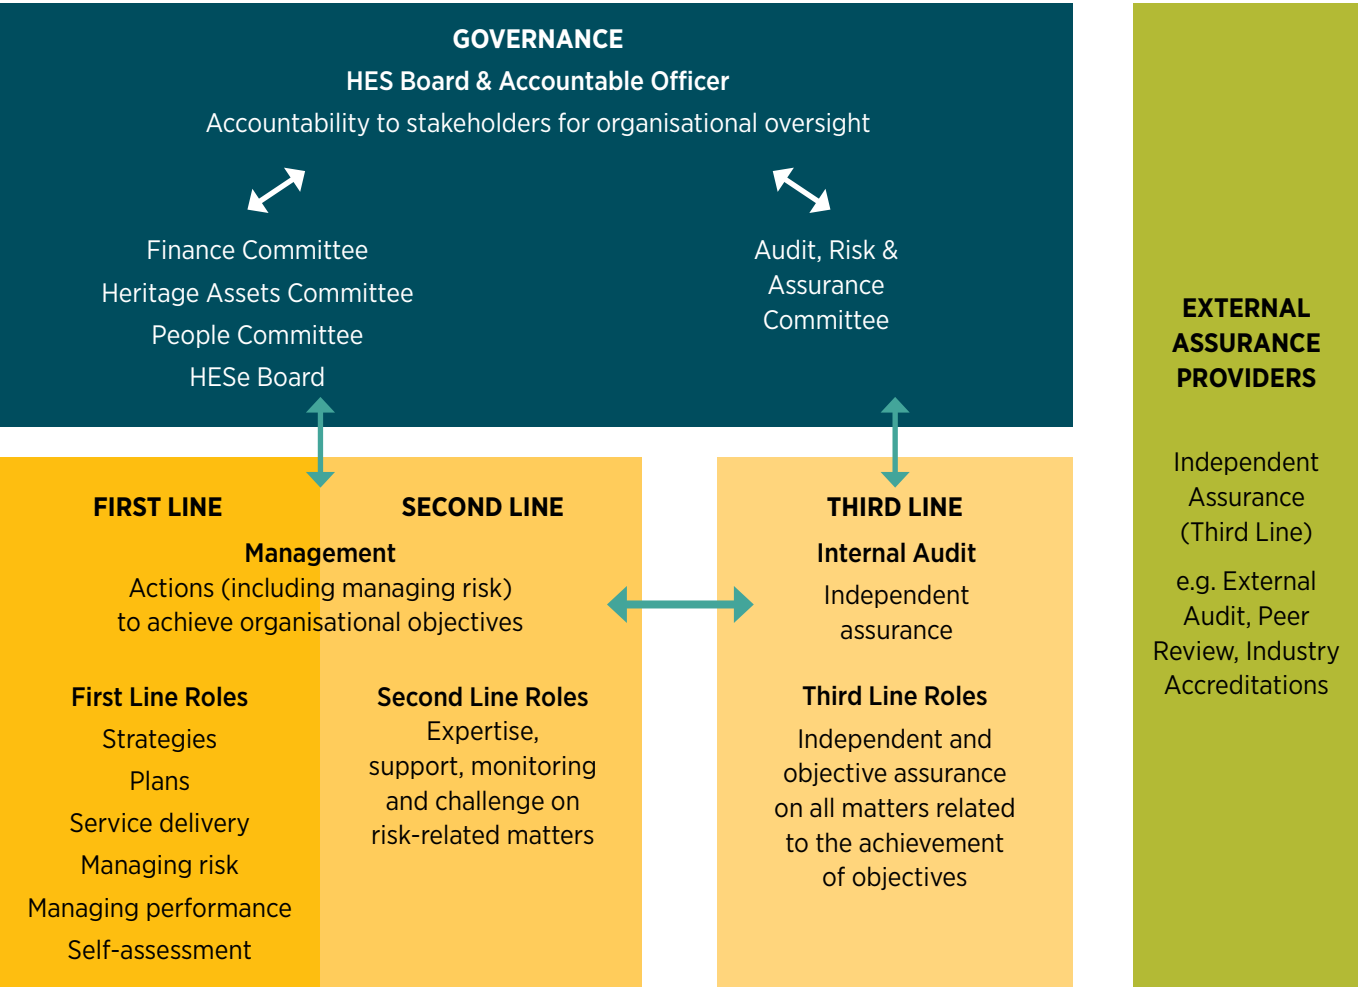 GOVERNANCE
HES Board & Accountable Officer
Accountability to stakeholders for organisational oversight
Finance Committee
Heritage Assets Committee
People Committee
HESe Board
Audit, Risk &
Assurance
Committee
FIRST LINE
SECOND LINE
Management
Actions (including managing risk)
to achieve organisational objectives
First Line Roles
Strategies
Plans
Service delivery
Managing risk
Managing performance
Self-assessment
Second Line Roles
Expertise,
support, monitoring
and challenge on
risk-related matters
THIRD LINE
Internal Audit
Independent
assurance
Third Line Roles
Independent and
objective assurance
on all matters related
to the achievement
of objectives
EXTERNAL
ASSURANCE
PROVIDERS
Independent
Assurance
(Third Line)
e.g. External
Audit, Peer
Review, Industry
Accreditations